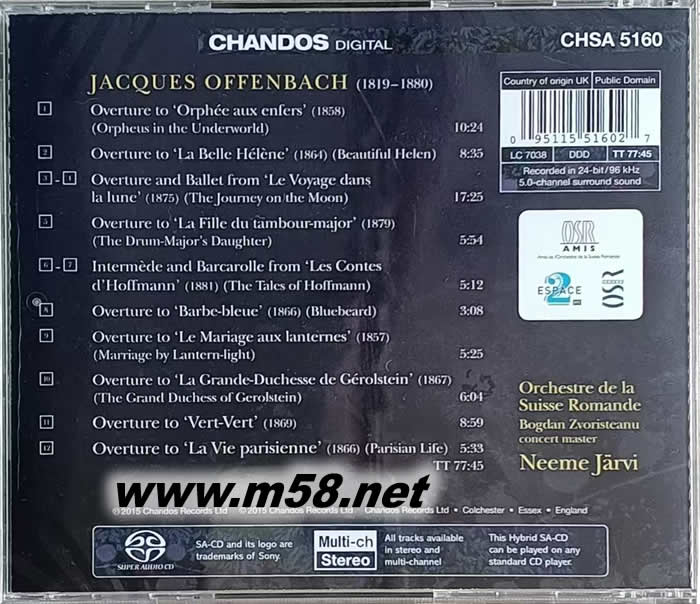 CHANDOS DIGITAL
CHSA 5160
JACQUES OFFENBACH (1819–1880)
1 Overture to ‘Orphée aux enfers’ (1858)
(Orpheus in the Underworld) 10:24
2 Overture to ‘La Belle Hélène’ (1864) (Beautiful Helen) 8:35
3 - 4 Overture and Ballet from ‘Le Voyage dans
la lune’ (1875) (The Journey on the Moon) 17:25
5 Overture to ‘La Fille du tambour-major’ (1879)
(The Drum-Major’s Daughter) 5:54
6 - 7 Intermède and Barcarolle from ‘Les Contes
d’Hoffmann’ (1881) (The Tales of Hoffmann) 5:12
8 Overture to ‘Barbe-bleue’ (1866) (Bluebeard) 3:08
9 Overture to ‘Le Mariage aux lanternes’ (1857)
(Marriage by Lantern-light) 5:25
10 Overture to ‘La Grande-Duchesse de Gérolstein’ (1867)
(The Grand Duchess of Gerolstein) 6:04
11 Overture to ‘Vert-Vert’ (1869) 8:59
12 Overture to ‘La Vie parisienne’ (1866) (Parisian Life) 5:33
TT 77:45
Country of origin UK Public Domain
0 95115 51602 7
LC 7038 DDD TT 77:45
Recorded in 24-bit/96 kHz
5.0-channel surround sound
OSR
AMIS
Amis de l'Orchestre de la Suisse Romande
ESPACE 2
OSR
Orchestre de la
Suisse Romande
Bogdan Zvoristeanu
concert master
Neeme Järvi
www.m58.net
℗ 2015 Chandos Records Ltd • © 2015 Chandos Records Ltd • Chandos Records Ltd • Colchester • Essex • England
SUPER AUDIO CD
SA-CD and its logo are
trademarks of Sony.
Multi-ch
Stereo
All tracks available
in stereo and
multi-channel
This Hybrid SA-CD
can be played on any
standard CD player.